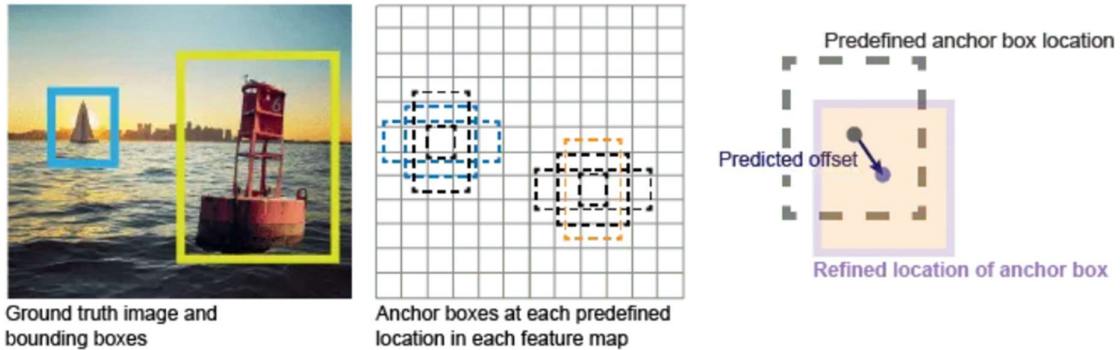 Predefined anchor box location
Predicted offset
Refined location of anchor box
Ground truth image and
bounding boxes
Anchor boxes at each predefined
location in each feature map
6